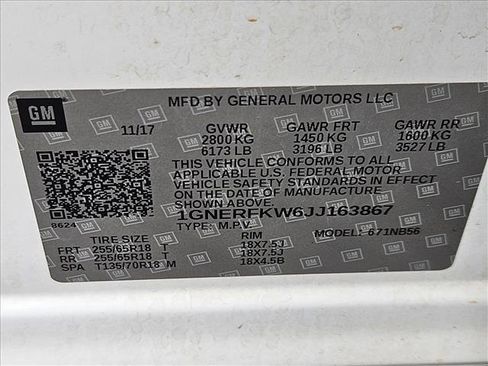 GM
MFD BY GENERAL MOTORS LLC
11/17 GVWR GAWR FRT GAWR RR
2800 KG 1450 KG 1600 KG
6173 LB 3196 LB 3527 LB
THIS VEHICLE CONFORMS TO ALL
APPLICABLE U.S. FEDERAL MOTOR
VEHICLE SAFETY STANDARDS IN EFFECT
ON THE DATE OF MANUFACTURE
SHOWN ABOVE.
8624 1GNERFKW6JJ163867
TYPE: M.P.V. MODEL: 671NB56
TIRE SIZE RIM
FRT 255/65R18 T 18X7.5J
RR 255/65R18 T 18X7.5J
SPA T135/70R18 M 18X4.5B